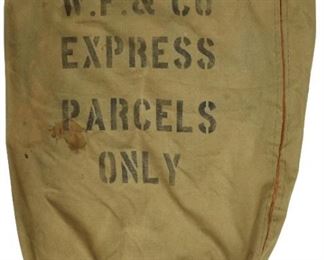 W.F. & CO
EXPRESS
PARCELS
ONLY